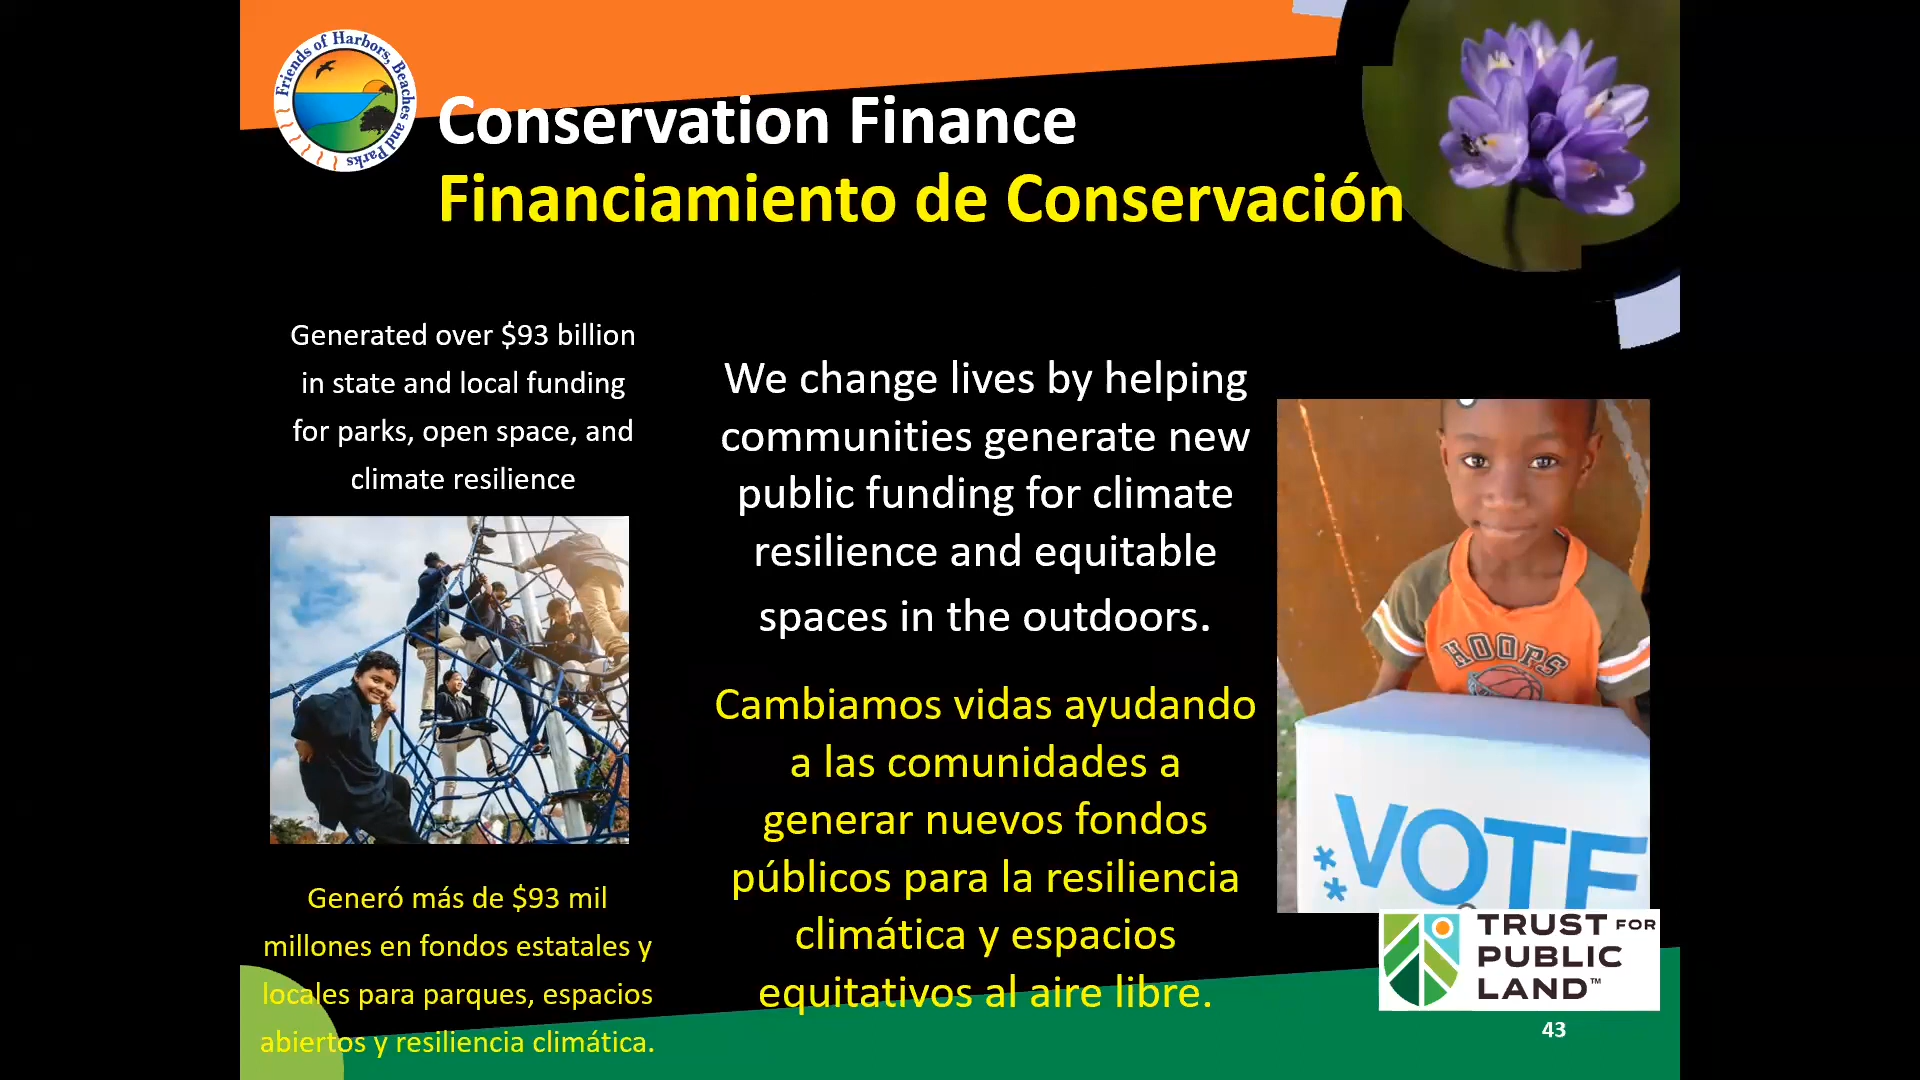 Friends of Harbors, Beaches and Parks
Conservation Finance
Financiamiento de Conservación
Generated over $93 billion
in state and local funding
for parks, open space, and
climate resilience
Generó más de $93 mil
millones en fondos estatales y
locales para parques, espacios
abiertos y resiliencia climática.
We change lives by helping
communities generate new
public funding for climate
resilience and equitable
spaces in the outdoors.
Cambiamos vidas ayudando
a las comunidades a
generar nuevos fondos
públicos para la resiliencia
climática y espacios
equitativos al aire libre.
HOOPS
VOTE
TRUST FOR
PUBLIC
LAND™
43